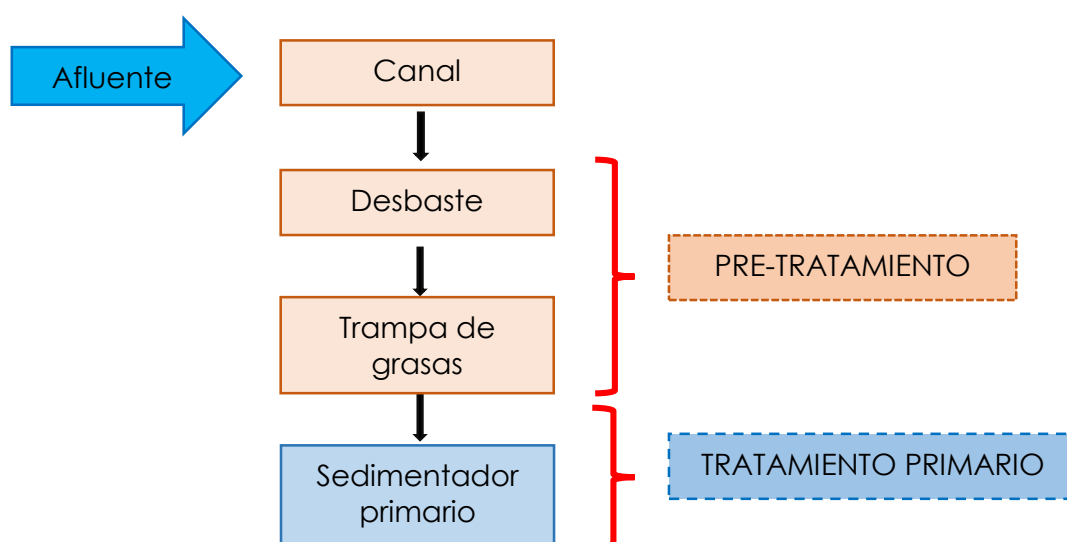 Afluente
Canal
Desbaste
Trampa de
grasas
PRE-TRATAMIENTO
Sedimentador
primario
TRATAMIENTO PRIMARIO